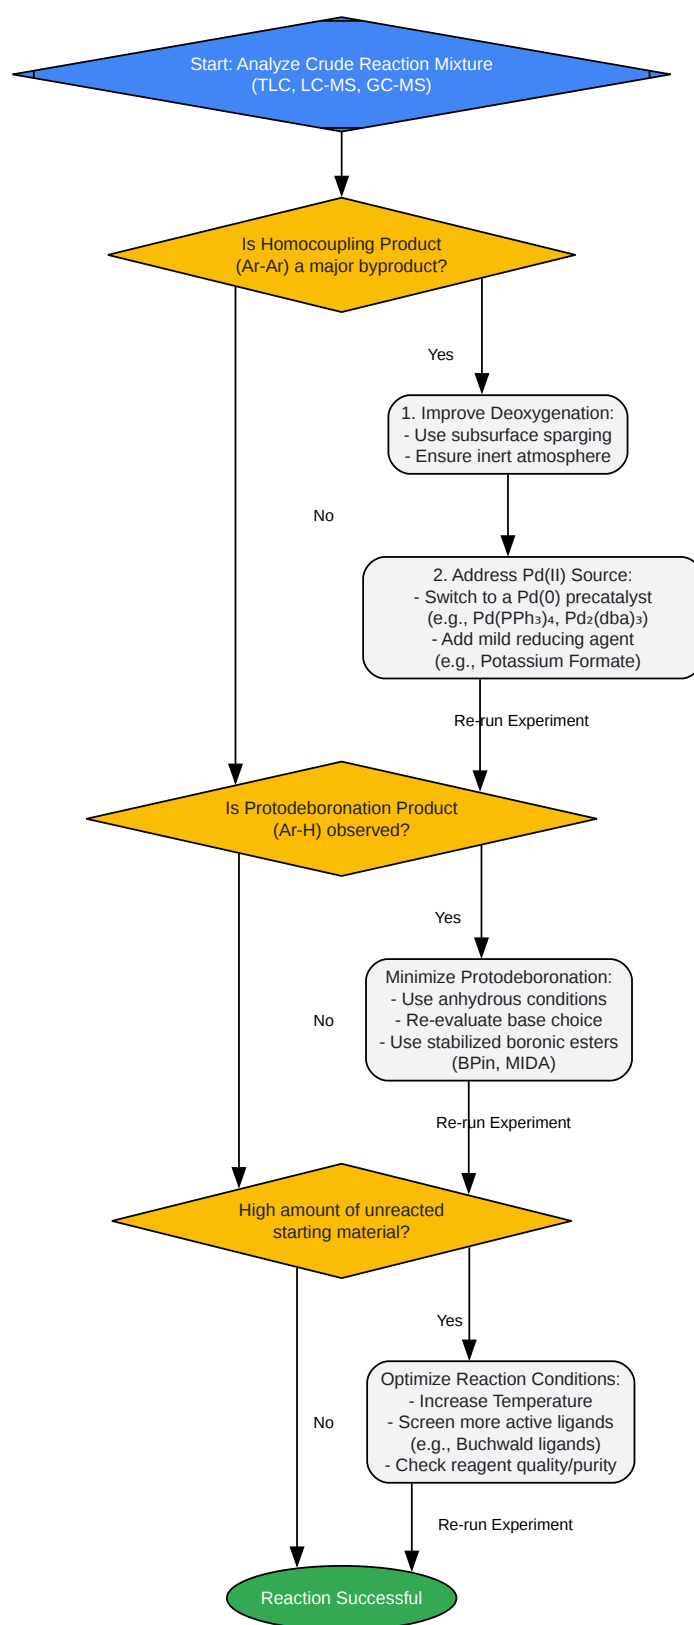 Start: Analyze Crude Reaction Mixture
(TLC, LC-MS, GC-MS)
Is Homocoupling Product
(Ar-Ar) a major byproduct?
Yes
1. Improve Deoxygenation:
- Use subsurface sparging
- Ensure inert atmosphere
No
2. Address Pd(II) Source:
- Switch to a Pd(0) precatalyst
(e.g., Pd(PPh₃)₄, Pd₂(dba)₃)
- Add mild reducing agent
(e.g., Potassium Formate)
Re-run Experiment
Is Protodeboronation Product
(Ar-H) observed?
Yes
Minimize Protodeboronation:
- Use anhydrous conditions
- Re-evaluate base choice
- Use stabilized boronic esters
(BPin, MIDA)
No
Re-run Experiment
High amount of unreacted
starting material?
Yes
Optimize Reaction Conditions:
- Increase Temperature
- Screen more active ligands
(e.g., Buchwald ligands)
- Check reagent quality/purity
No
Re-run Experiment
Reaction Successful